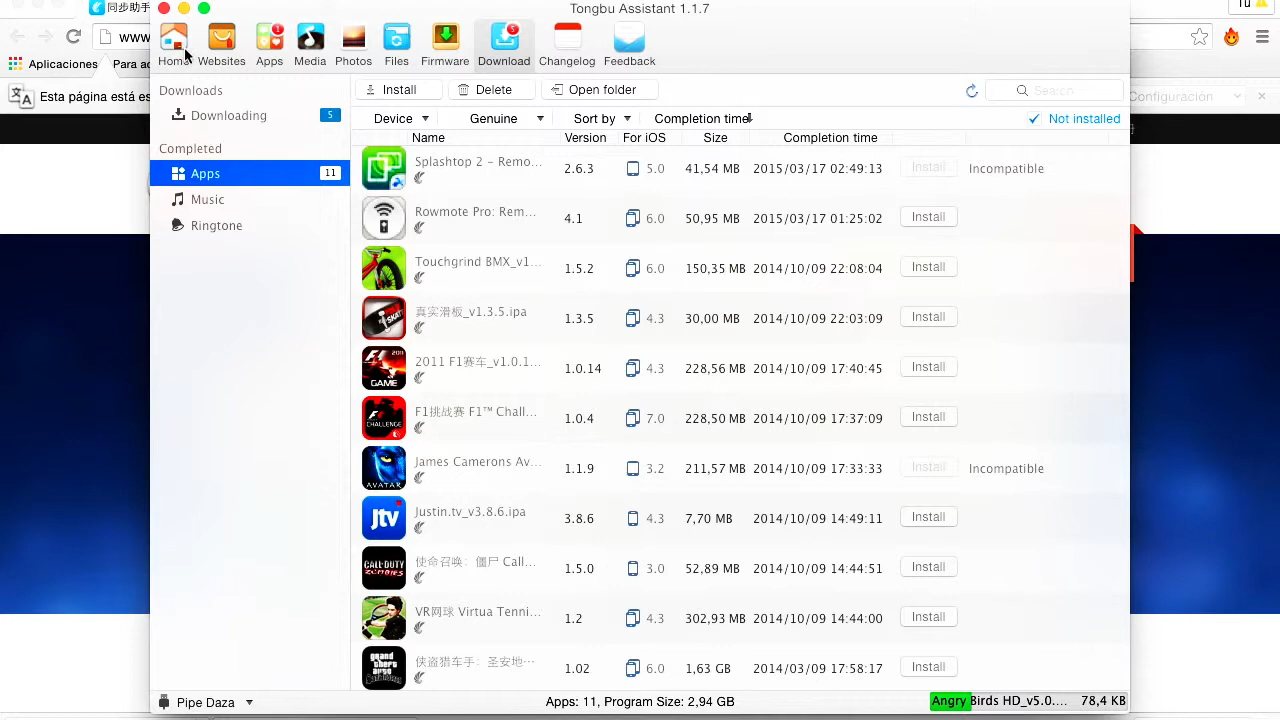 Tongbu Assistant 1.1.7
同步助手
www
Aplicaciones
Para ac
Esta página está es
Configuración
1
5
Home Websites Apps Media Photos Files Firmware Download Changelog Feedback
Downloads
Downloading 5
Completed
Apps 11
Music
Ringtone
Install Delete Open folder Search
Device Genuine Sort by Completion time Not installed
Name Version For iOS Size Completion time
Splashtop 2 – Remo... 2.6.3 5.0 41,54 MB 2015/03/17 22:49:13 Install Incompatible
Rowmote Pro: Rem... 4.1 6.0 50,95 MB 2015/03/17 01:25:02 Install
Touchgrind BMX_v1... 1.5.2 6.0 150,35 MB 2014/10/09 22:08:04 Install
真实滑板_v1.3.5.ipa 1.3.5 4.3 30,00 MB 2014/10/09 22:03:09 Install
2011 F1赛车_v1.0.1... 1.0.14 4.3 228,56 MB 2014/10/09 17:40:45 Install
F1挑战赛 F1™ Chall... 1.0.4 7.0 228,50 MB 2014/10/09 17:37:09 Install
James Camerons Av... 1.1.9 3.2 211,57 MB 2014/10/09 17:33:33 Install Incompatible
Justin.tv_v3.8.6.ipa 3.8.6 4.3 7,70 MB 2014/10/09 14:49:11 Install
使命召唤：僵尸 Call... 1.5.0 3.0 52,89 MB 2014/10/09 14:44:51 Install
VR网球 Virtua Tenni... 1.2 4.3 302,93 MB 2014/10/09 14:44:00 Install
侠盗猎车手：圣安地... 1.02 7.0 1,63 GB Install
Pipe Daza Apps: 11, Program Size: 2,94 GB Angry Birds HD_v5.0.... 78,4 KB